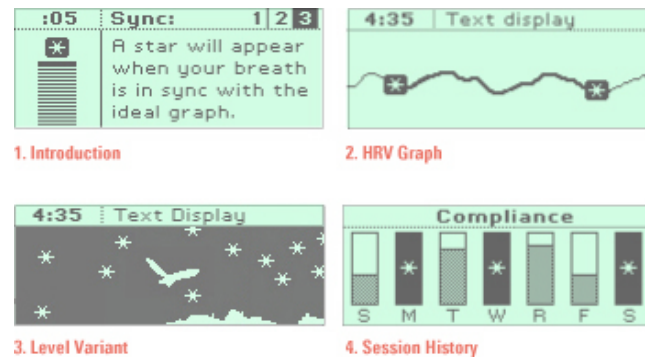 :05 Sync: 1 2 3
A star will appear
when your breath
is in sync with the
ideal graph.
1. Introduction
4:35 Text display
2. HRV Graph
4:35 Text Display
3. Level Variant
Compliance
S M T W R F S
4. Session History